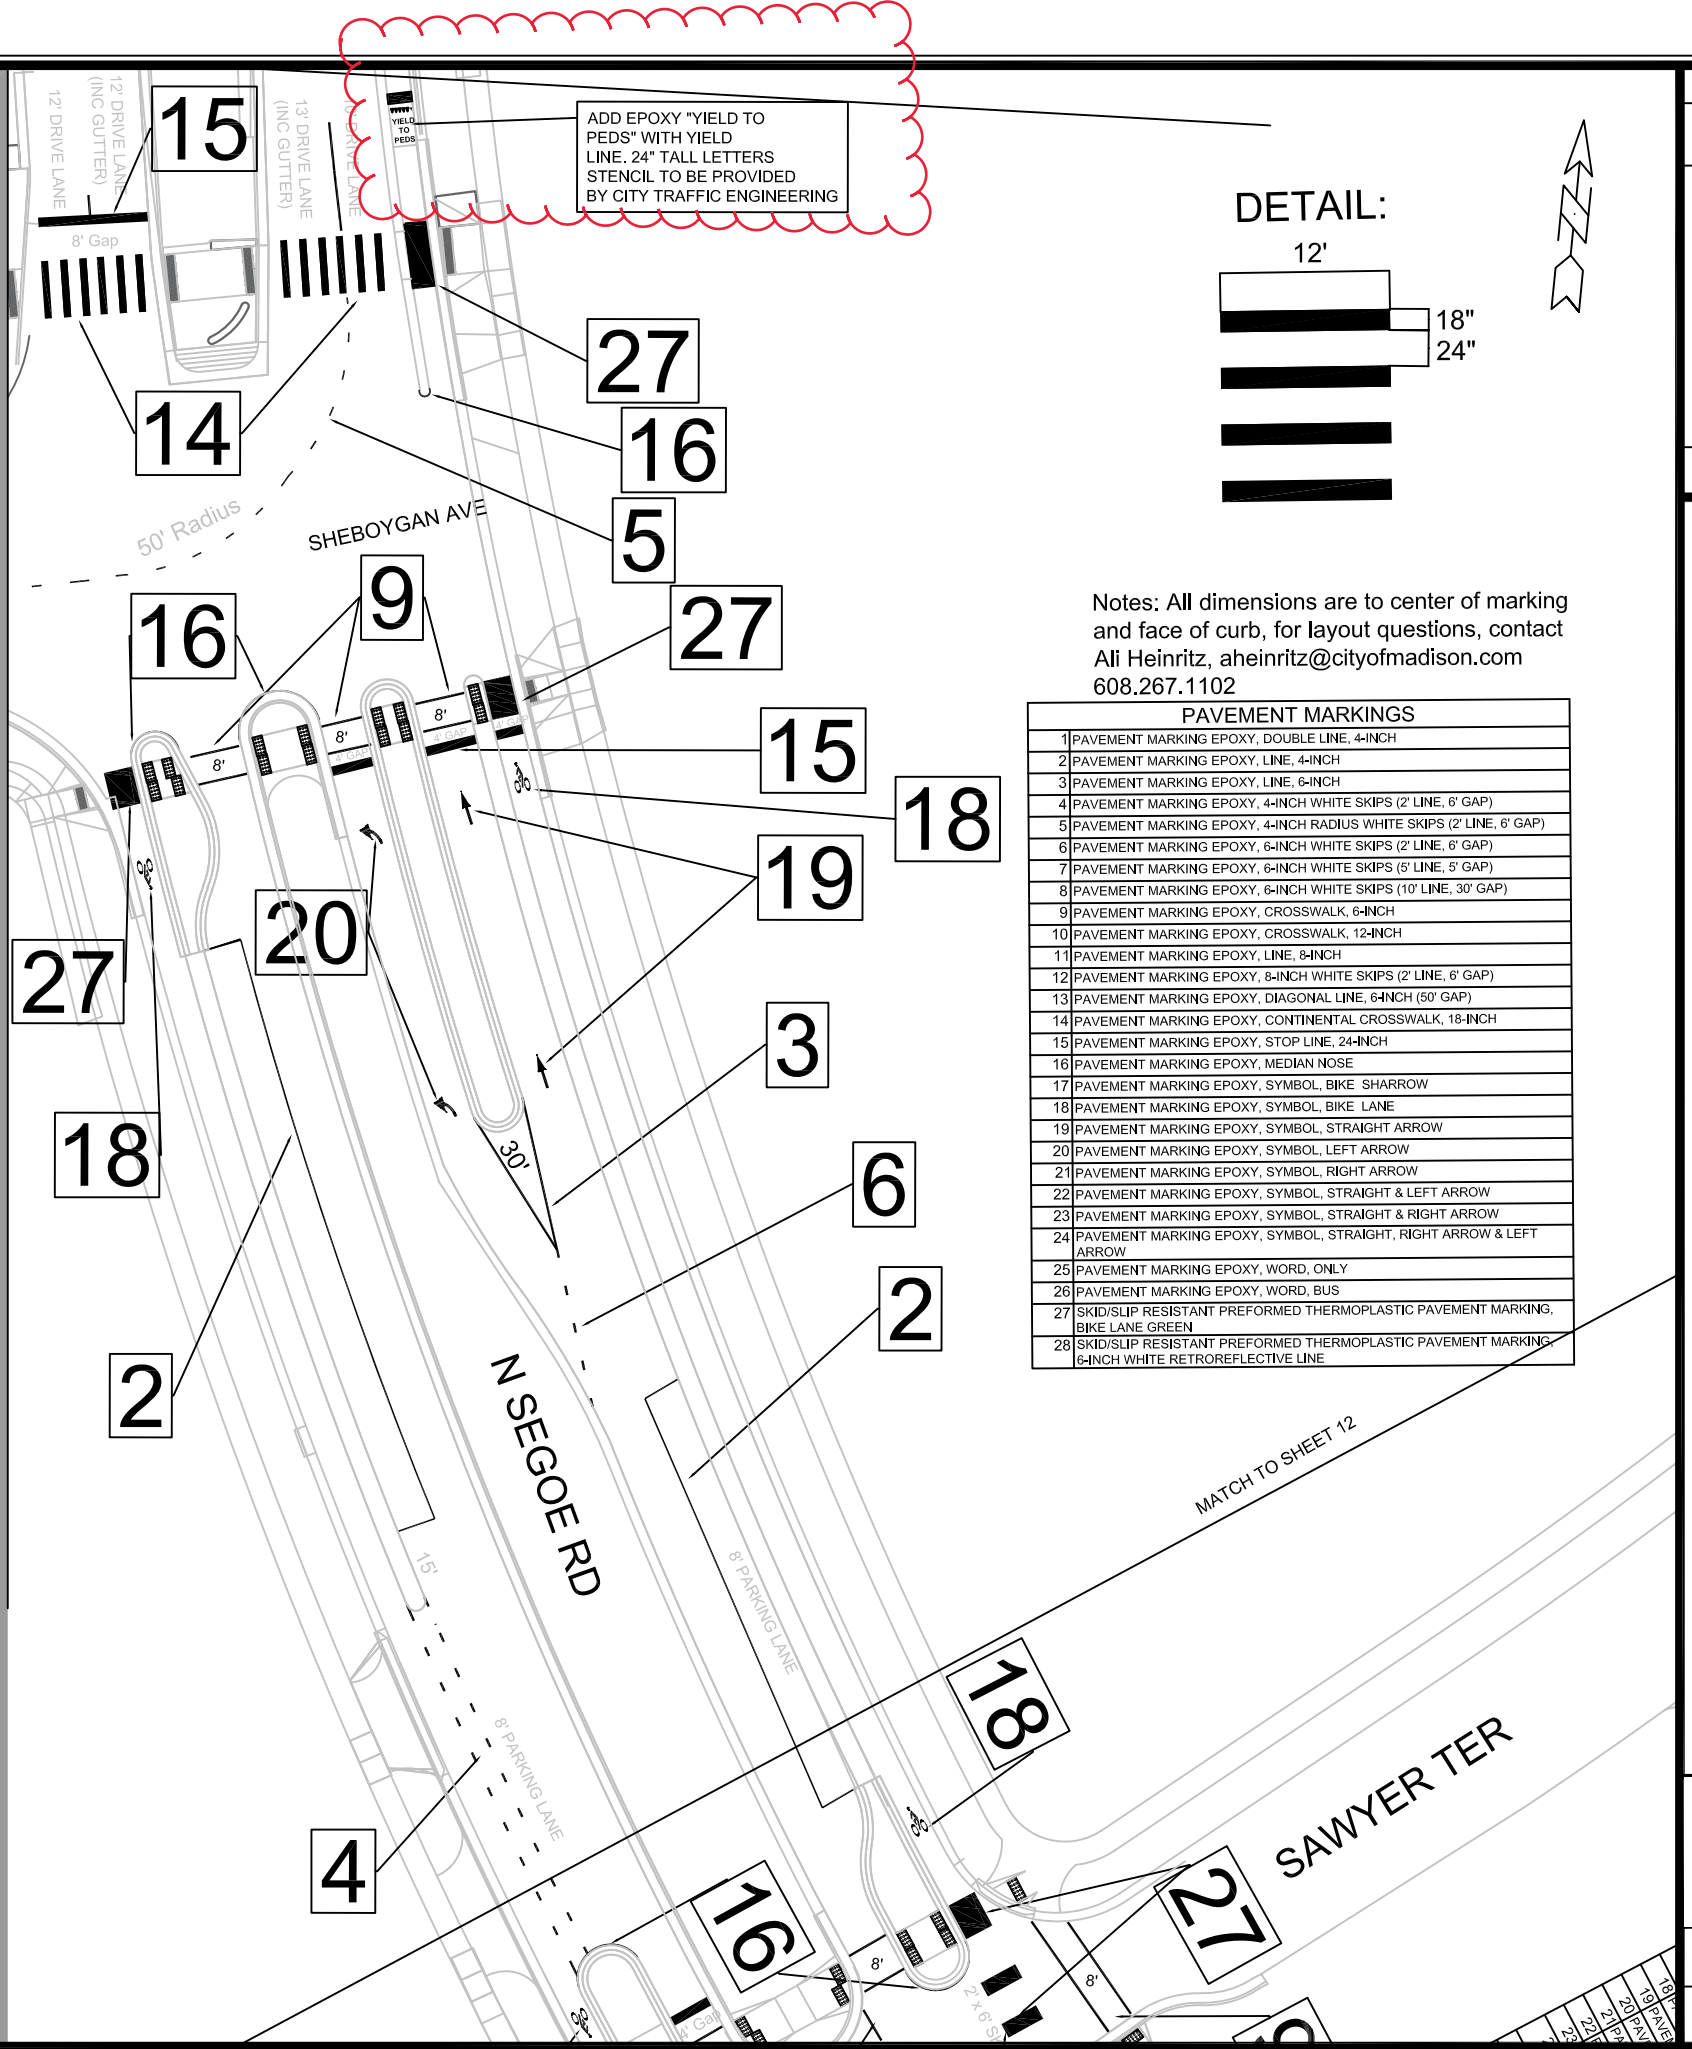 12' DRIVE LANE
12' DRIVE LANE
(INC GUTTER)
15
13' DRIVE LANE
(INC GUTTER)
10' DRIVE LANE
YIELD
TO
PEDS
ADD EPOXY "YIELD TO
PEDS" WITH YIELD
LINE. 24" TALL LETTERS
STENCIL TO BE PROVIDED
BY CITY TRAFFIC ENGINEERING
DETAIL:
12'
18"
24"
8' Gap
27
14
16
5
50' Radius
SHEBOYGAN AVE
9
16
27
Notes: All dimensions are to center of marking
and face of curb, for layout questions, contact
Ali Heinritz, aheinritz@cityofmadison.com
608.267.1102
8'
8'
8'
4' GAP
4' GAP
4' GAP
15
18
19
20
27
3
18
30'
6
2
2
PAVEMENT MARKINGS
1 PAVEMENT MARKING EPOXY, DOUBLE LINE, 4-INCH
2 PAVEMENT MARKING EPOXY, LINE, 4-INCH
3 PAVEMENT MARKING EPOXY, LINE, 6-INCH
4 PAVEMENT MARKING EPOXY, 4-INCH WHITE SKIPS (2' LINE, 6' GAP)
5 PAVEMENT MARKING EPOXY, 4-INCH RADIUS WHITE SKIPS (2' LINE, 6' GAP)
6 PAVEMENT MARKING EPOXY, 6-INCH WHITE SKIPS (2' LINE, 6' GAP)
7 PAVEMENT MARKING EPOXY, 6-INCH WHITE SKIPS (5' LINE, 5' GAP)
8 PAVEMENT MARKING EPOXY, 6-INCH WHITE SKIPS (10' LINE, 30' GAP)
9 PAVEMENT MARKING EPOXY, CROSSWALK, 6-INCH
10 PAVEMENT MARKING EPOXY, CROSSWALK, 12-INCH
11 PAVEMENT MARKING EPOXY, LINE, 8-INCH
12 PAVEMENT MARKING EPOXY, 8-INCH WHITE SKIPS (2' LINE, 6' GAP)
13 PAVEMENT MARKING EPOXY, DIAGONAL LINE, 6-INCH (50' GAP)
14 PAVEMENT MARKING EPOXY, CONTINENTAL CROSSWALK, 18-INCH
15 PAVEMENT MARKING EPOXY, STOP LINE, 24-INCH
16 PAVEMENT MARKING EPOXY, MEDIAN NOSE
17 PAVEMENT MARKING EPOXY, SYMBOL, BIKE SHARROW
18 PAVEMENT MARKING EPOXY, SYMBOL, BIKE LANE
19 PAVEMENT MARKING EPOXY, SYMBOL, STRAIGHT ARROW
20 PAVEMENT MARKING EPOXY, SYMBOL, LEFT ARROW
21 PAVEMENT MARKING EPOXY, SYMBOL, RIGHT ARROW
22 PAVEMENT MARKING EPOXY, SYMBOL, STRAIGHT & LEFT ARROW
23 PAVEMENT MARKING EPOXY, SYMBOL, STRAIGHT & RIGHT ARROW
24 PAVEMENT MARKING EPOXY, SYMBOL, STRAIGHT, RIGHT ARROW & LEFT
ARROW
25 PAVEMENT MARKING EPOXY, WORD, ONLY
26 PAVEMENT MARKING EPOXY, WORD, BUS
27 SKID/SLIP RESISTANT PREFORMED THERMOPLASTIC PAVEMENT MARKING,
BIKE LANE GREEN
28 SKID/SLIP RESISTANT PREFORMED THERMOPLASTIC PAVEMENT MARKING,
6-INCH WHITE RETROREFLECTIVE LINE
N SEGOE RD
MATCH TO SHEET 12
15'
8' PARKING LANE
8' PARKING LANE
18
SAWYER TER
4
16
27
8'
8'
4' Gap
2' x 6'
18
19
20
21
22
23